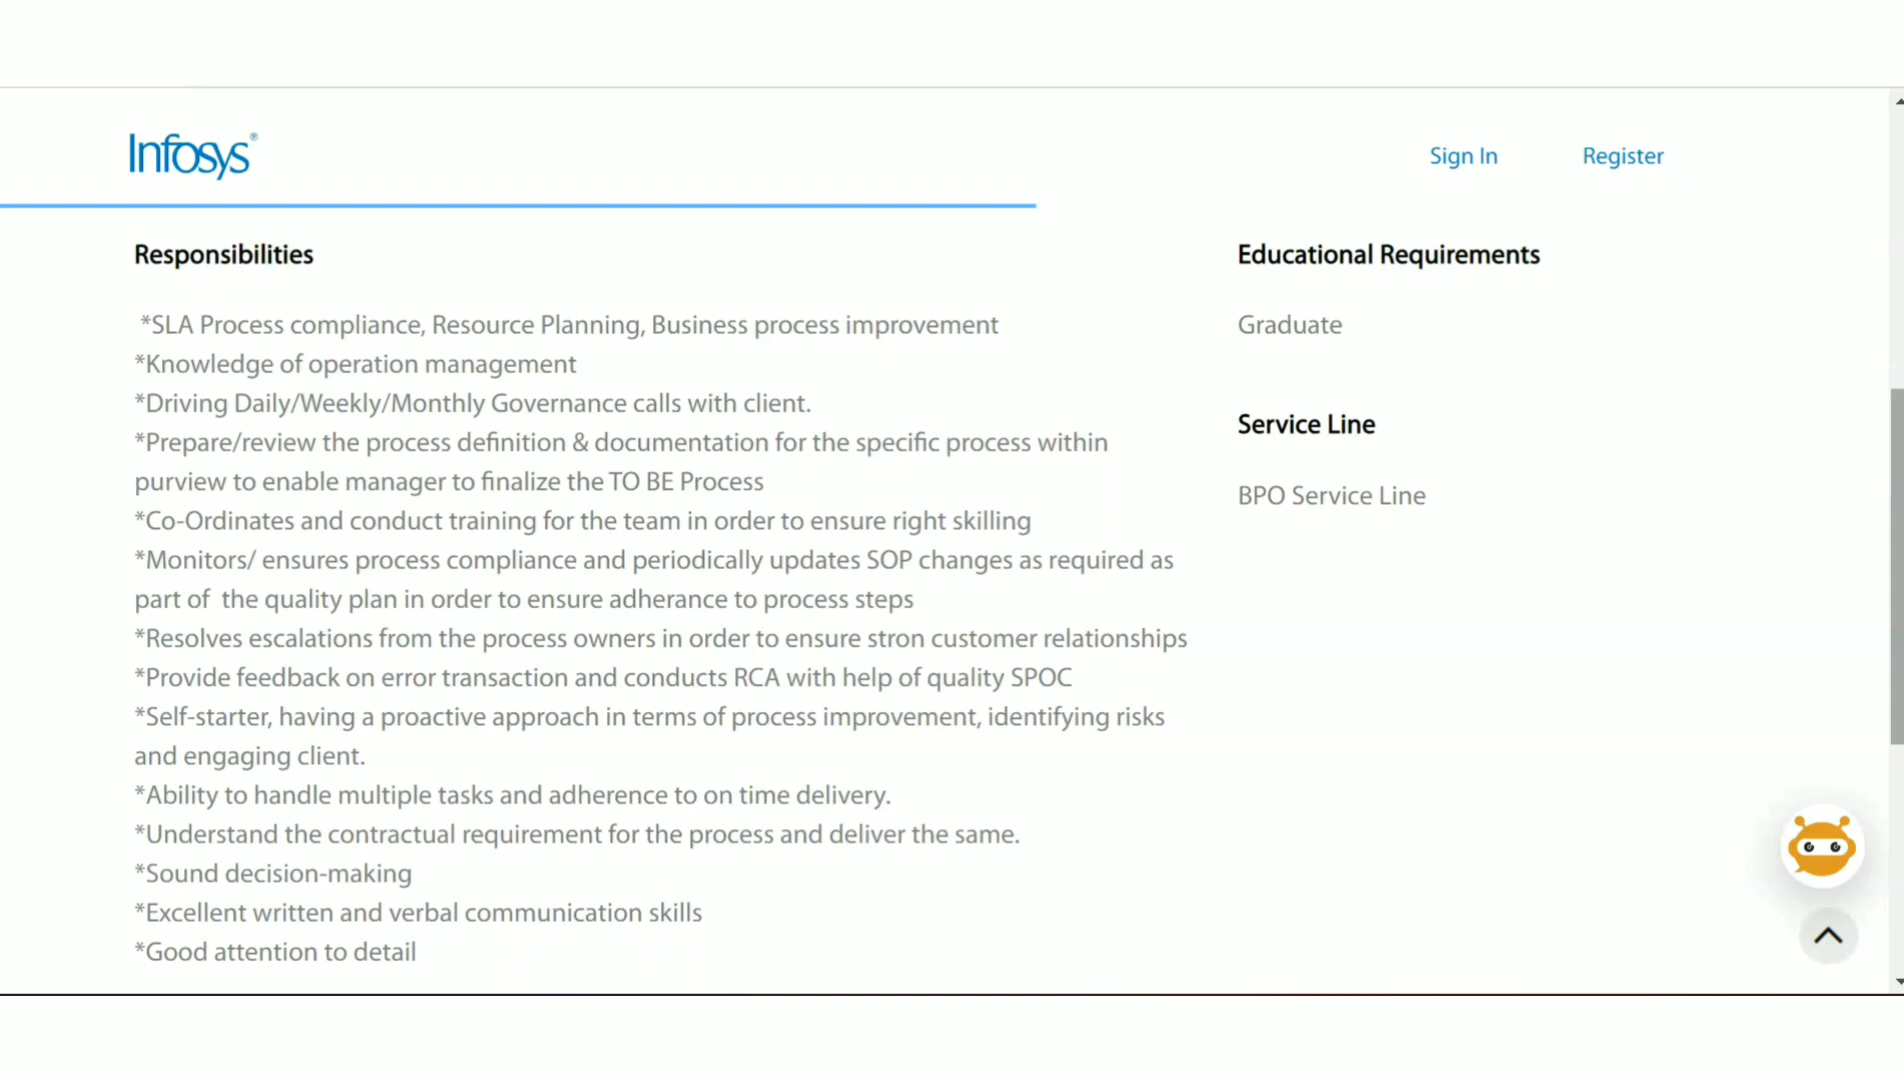 Infosys®
Sign In
Register
Responsibilities
*SLA Process compliance, Resource Planning, Business process improvement
*Knowledge of operation management
*Driving Daily/Weekly/Monthly Governance calls with client.
*Prepare/review the process definition & documentation for the specific process within
purview to enable manager to finalize the TO BE Process
*Co-Ordinates and conduct training for the team in order to ensure right skilling
*Monitors/ ensures process compliance and periodically updates SOP changes as required as
part of  the quality plan in order to ensure adherance to process steps
*Resolves escalations from the process owners in order to ensure stron customer relationships
*Provide feedback on error transaction and conducts RCA with help of quality SPOC
*Self-starter, having a proactive approach in terms of process improvement, identifying risks
and engaging client.
*Ability to handle multiple tasks and adherence to on time delivery.
*Understand the contractual requirement for the process and deliver the same.
*Sound decision-making
*Excellent written and verbal communication skills
*Good attention to detail
Educational Requirements
Graduate
Service Line
BPO Service Line